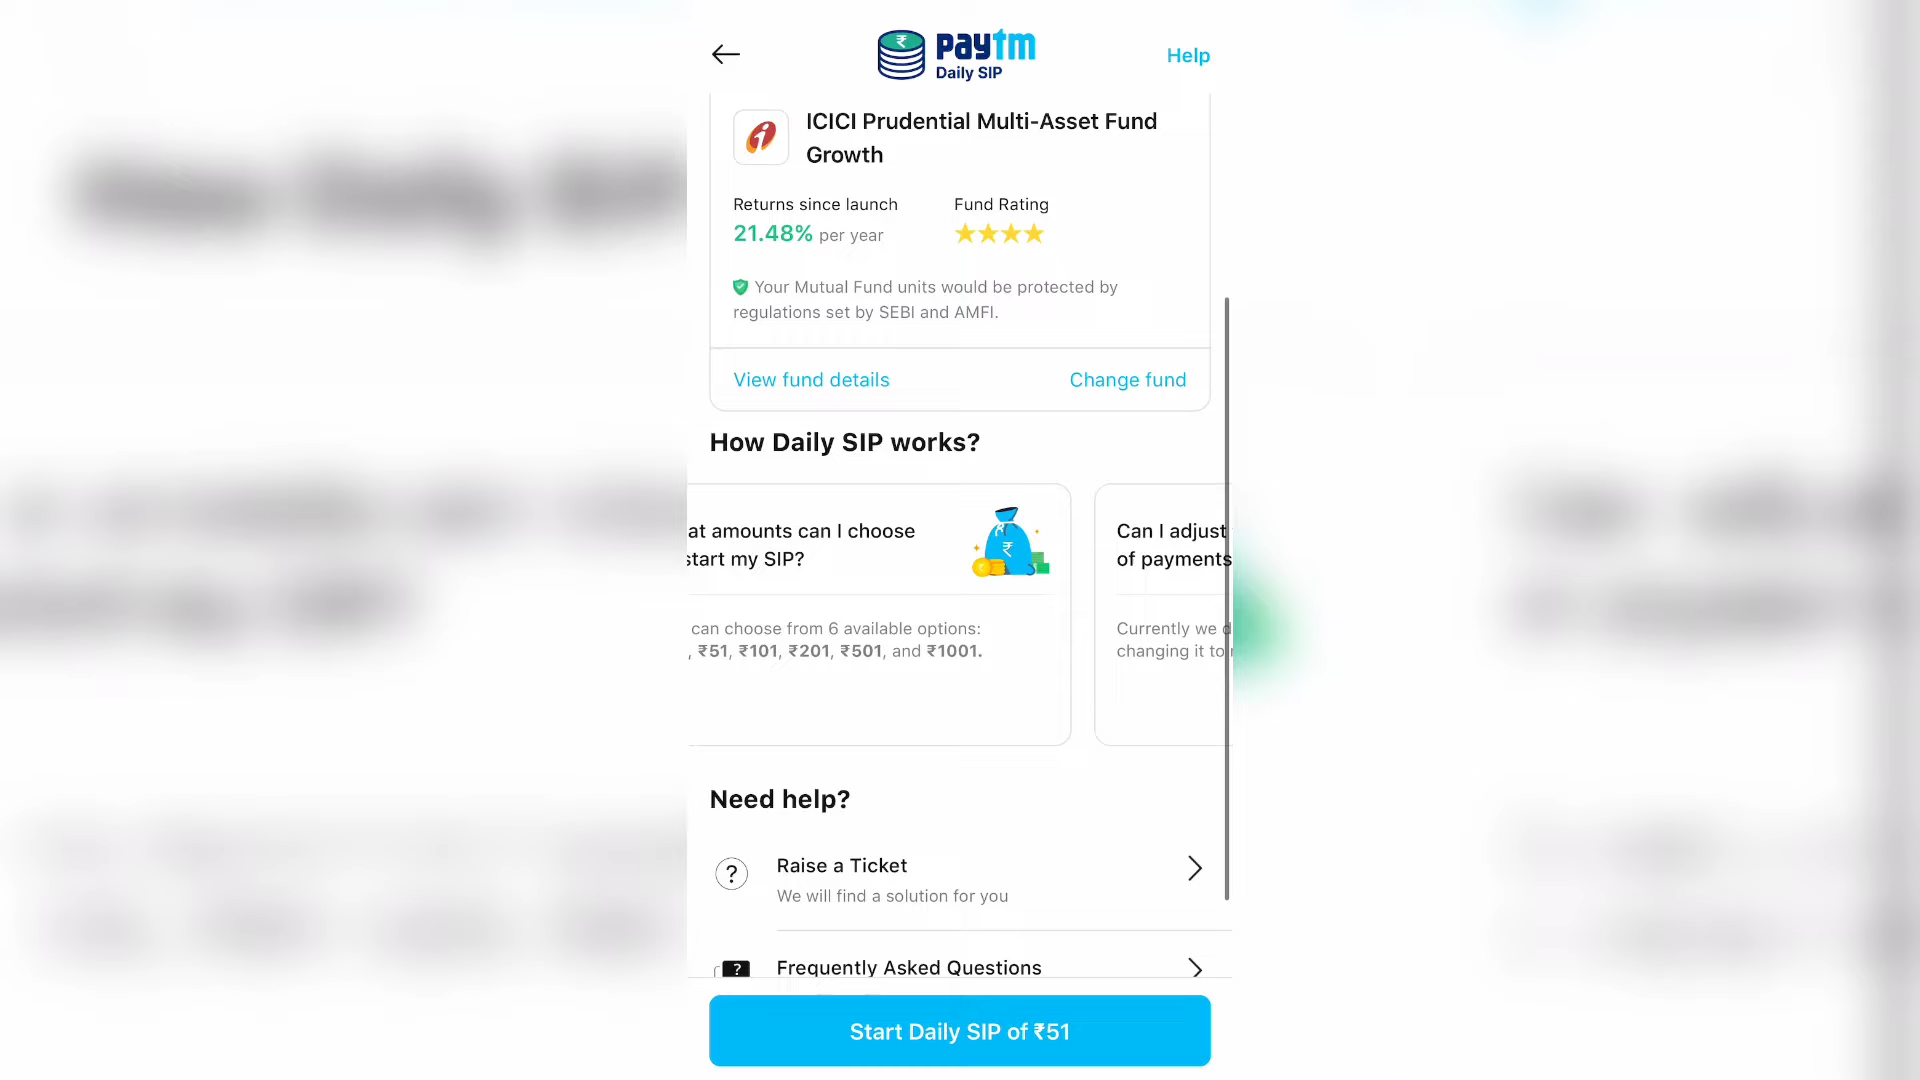 paytm
Daily SIP
Help
ICICI Prudential Multi-Asset Fund
Growth
Returns since launch
Fund Rating
21.48% per year
Your Mutual Fund units would be protected by
regulations set by SEBI and AMFI.
View fund details
Change fund
How Daily SIP works?
at amounts can I choose
start my SIP?
can choose from 6 available options:
, ₹51, ₹101, ₹201, ₹501, and ₹1001.
Can I adjust
of payments
Currently we d
changing it to
Need help?
Raise a Ticket
We will find a solution for you
Frequently Asked Questions
Start Daily SIP of ₹51